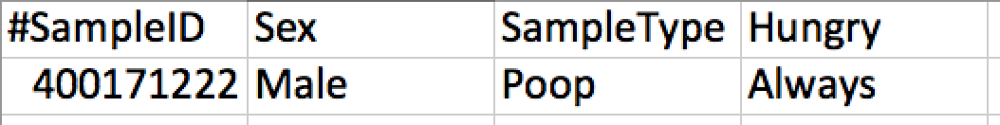 #SampleID Sex SampleType Hungry
400171222 Male Poop Always